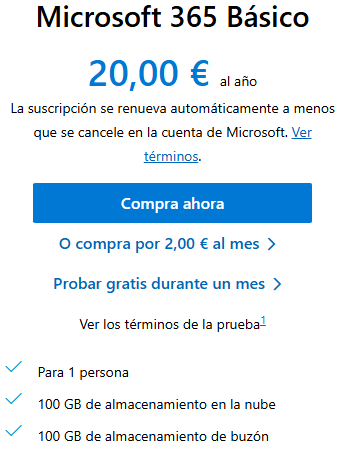 Microsoft 365 Básico
20,00 € al año
La suscripción se renueva automáticamente a menos
que se cancele en la cuenta de Microsoft. Ver
términos.
Compra ahora
O compra por 2,00 € al mes
Probar gratis durante un mes
Ver los términos de la prueba1
Para 1 persona
100 GB de almacenamiento en la nube
100 GB de almacenamiento de buzón